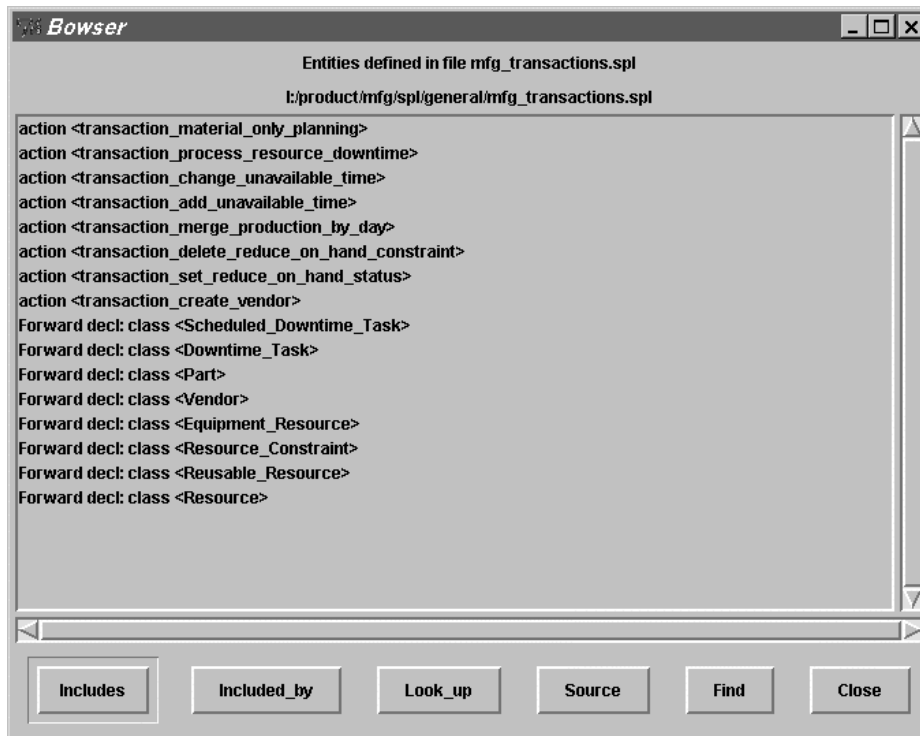 Bowser
Entities defined in file mfg_transactions.spl
I:/product/mfg/spl/general/mfg_transactions.spl
action <transaction_material_only_planning>
action <transaction_process_resource_downtime>
action <transaction_change_unavailable_time>
action <transaction_add_unavailable_time>
action <transaction_merge_production_by_day>
action <transaction_delete_reduce_on_hand_constraint>
action <transaction_set_reduce_on_hand_status>
action <transaction_create_vendor>
Forward decl: class <Scheduled_Downtime_Task>
Forward decl: class <Downtime_Task>
Forward decl: class <Part>
Forward decl: class <Vendor>
Forward decl: class <Equipment_Resource>
Forward decl: class <Resource_Constraint>
Forward decl: class <Reusable_Resource>
Forward decl: class <Resource>
Includes Included_by Look_up Source Find Close